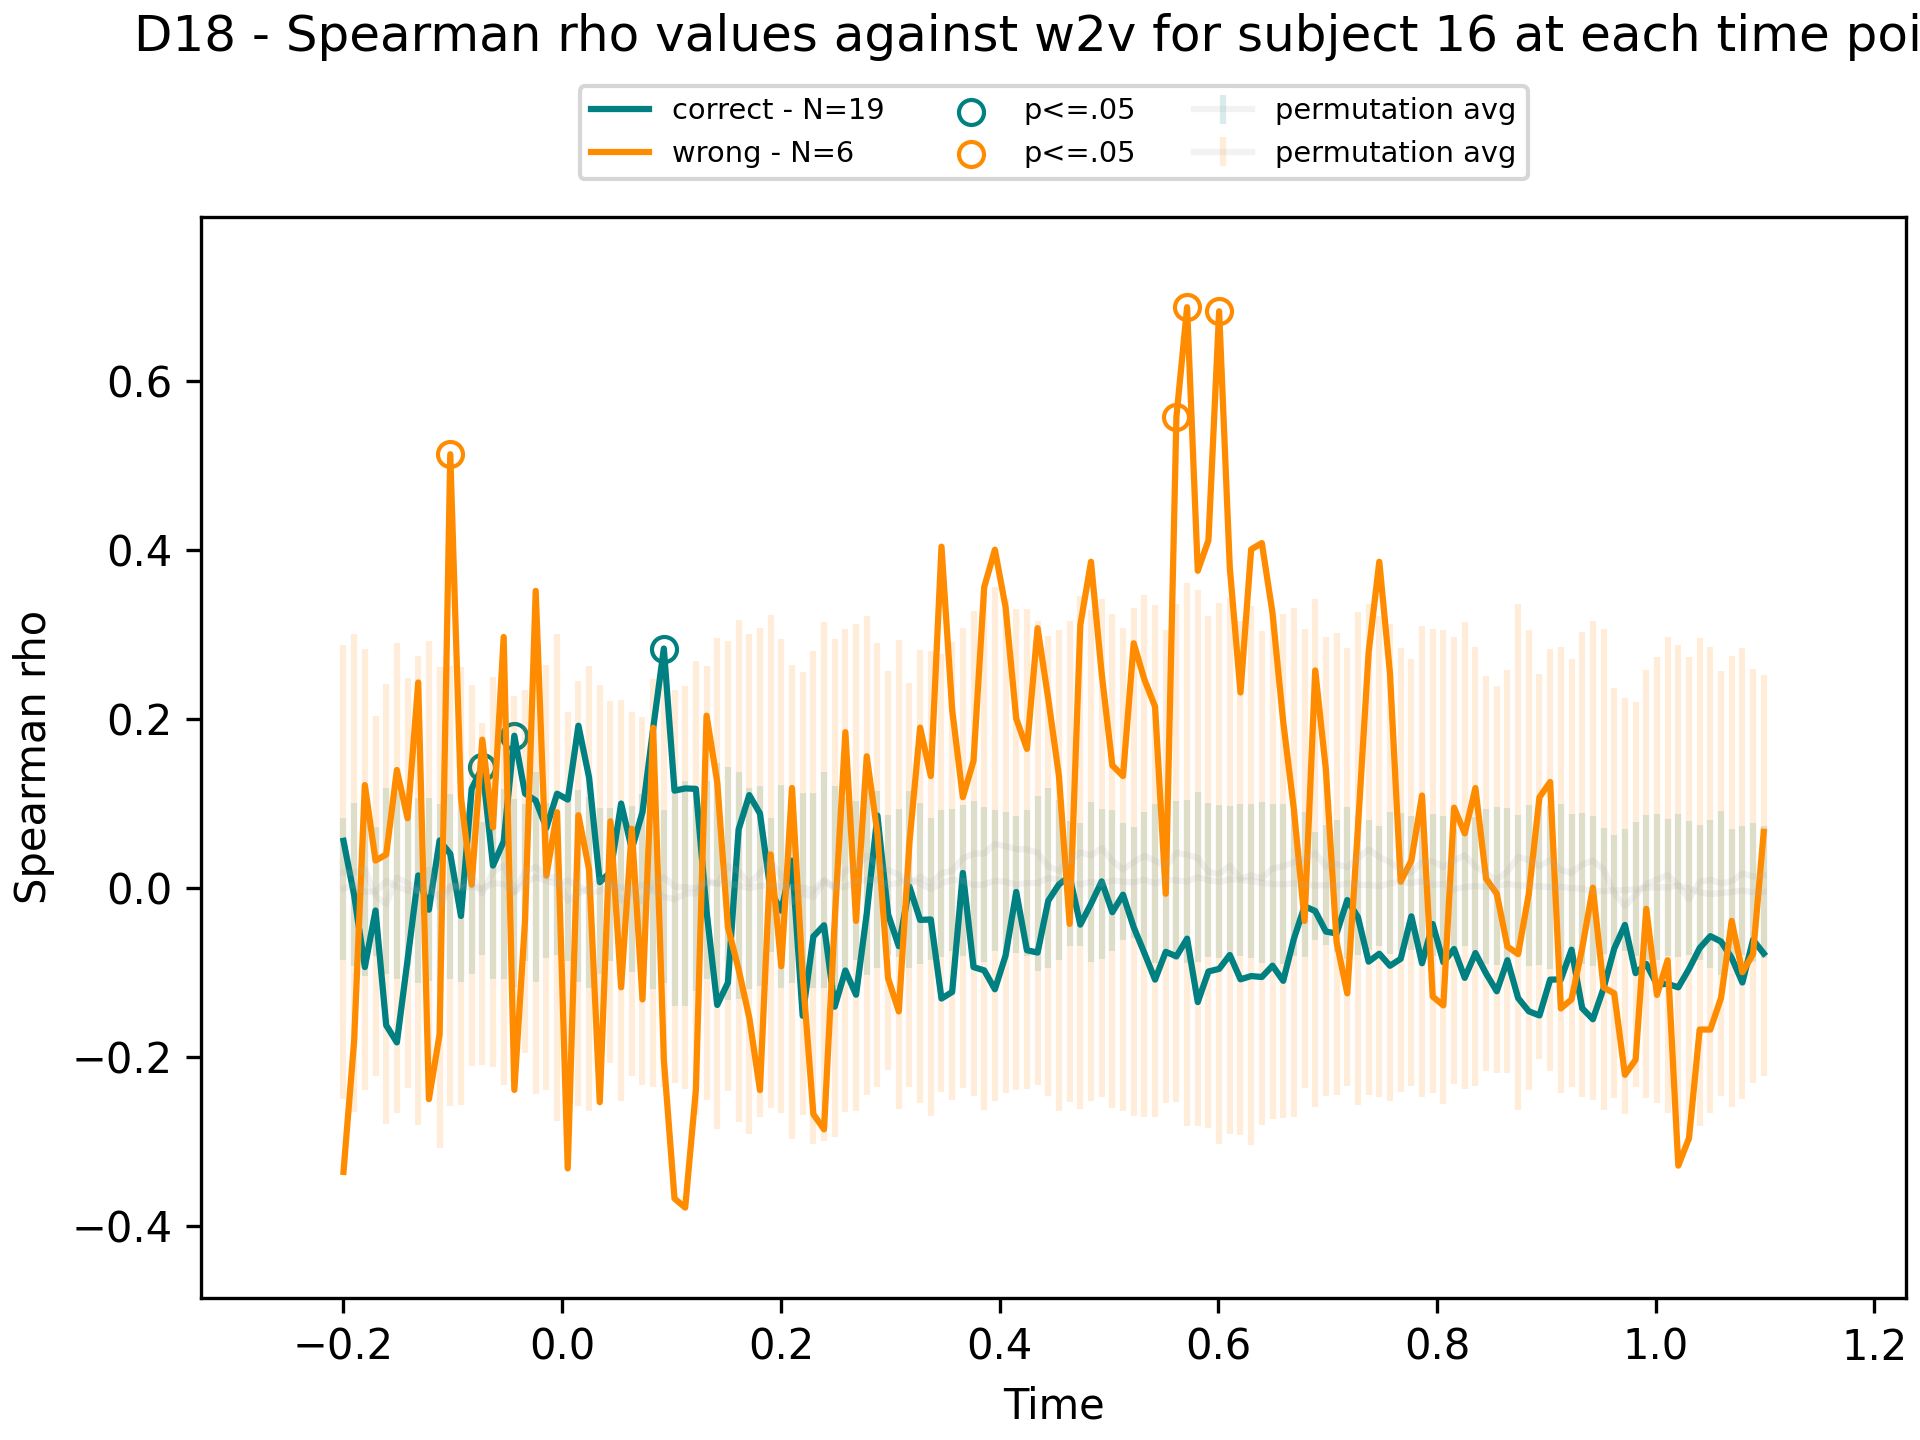 D18 - Spearman rho values against w2v for subject 16 at each time poi
correct - N=19
wrong - N=6
p<=.05
p<=.05
permutation avg
permutation avg
Spearman rho
0.6
0.4
0.2
0.0
−0.2
−0.4
−0.2 0.0 0.2 0.4 0.6 0.8 1.0 1.2
Time